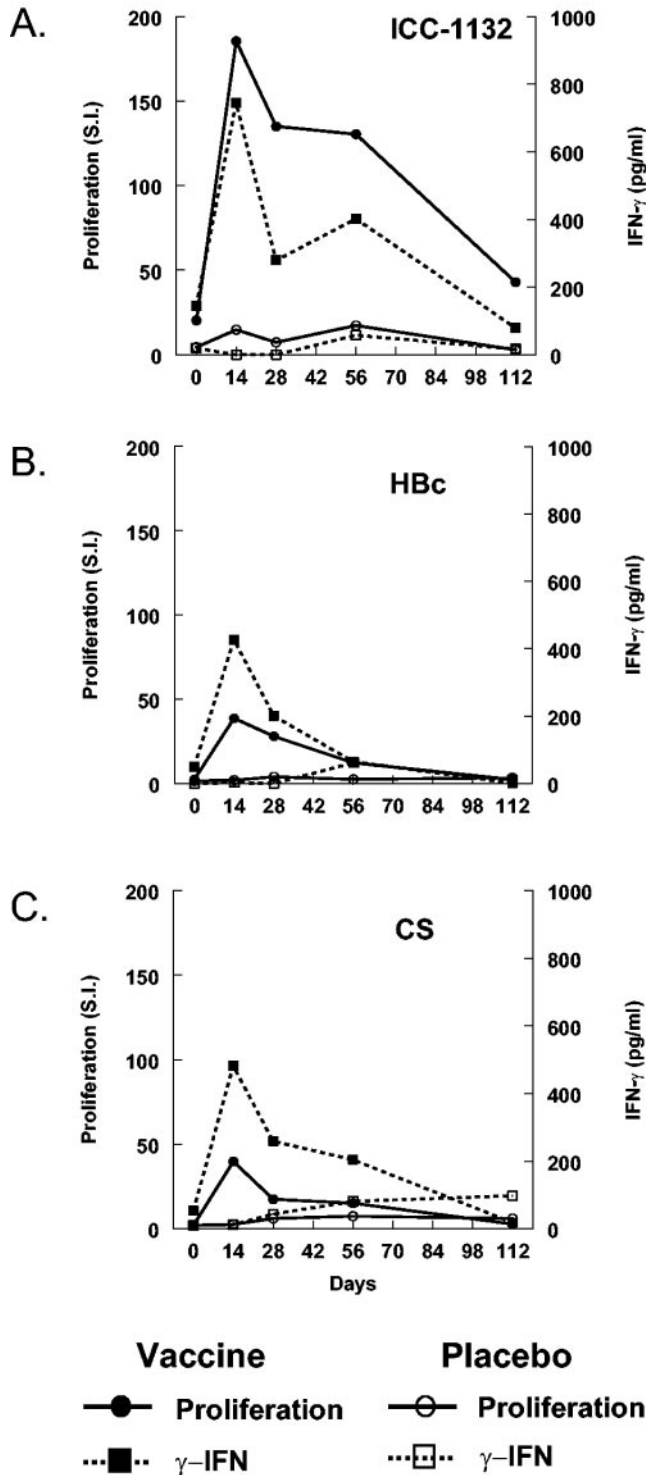 A.
ICC-1132
200
150
100
50
0
Proliferation (S.I.)
1000
800
600
400
200
0
IFN-γ (pg/ml)
0 14 28 42 56 70 84 98 112
B.
HBc
200
150
100
50
0
Proliferation (S.I.)
1000
800
600
400
200
0
IFN-γ (pg/ml)
0 14 28 42 56 70 84 98 112
C.
CS
200
150
100
50
0
Proliferation (S.I.)
1000
800
600
400
200
0
IFN-γ (pg/ml)
0 14 28 42 56 70 84 98 112
Days
Vaccine Placebo
Proliferation Proliferation
γ–IFN γ–IFN